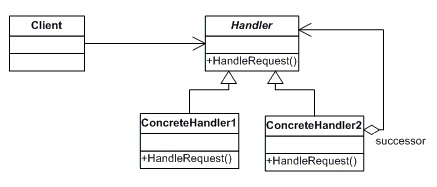 Client
Handler
+HandleRequest()
ConcreteHandler1
+HandleRequest()
ConcreteHandler2
+HandleRequest()
successor